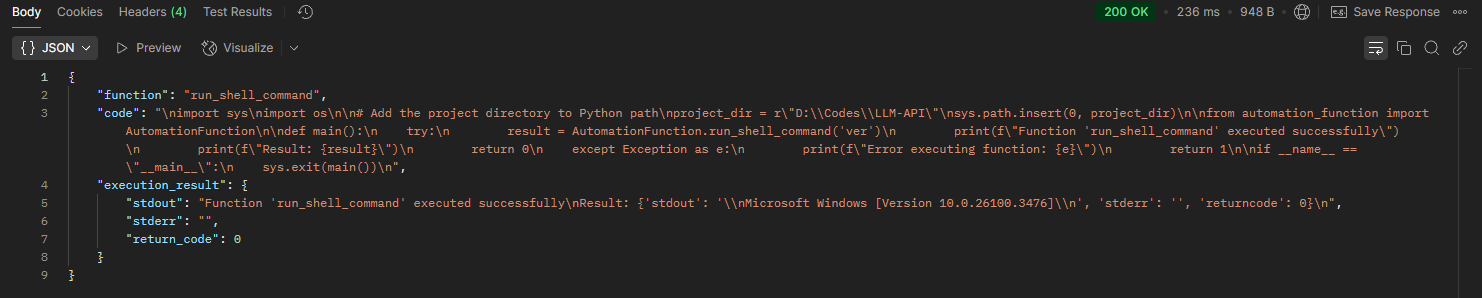 Body Cookies Headers (4) Test Results 200 OK • 236 ms • 948 B e.g. Save Response
{} JSON Preview Visualize
1 {
2 "function": "run_shell_command",
3 "code": "\nimport sys\nimport os\n\n# Add the project directory to Python path\nproject_dir = r\"D:\\Codes\\LLM-API\"\nsys.path.insert(0, project_dir)\n\nfrom automation_function import
AutomationFunction\n\ndef main():\n    try:\n        result = AutomationFunction.run_shell_command('ver')\n        print(f\"Function 'run_shell_command' executed successfully\")
\n        print(f\"Result: {result}\")\n        return 0\n    except Exception as e:\n        print(f\"Error executing function: {e}\")\n        return 1\n\nif __name__ ==
\"__main__\":\n    sys.exit(main())\n",
4 "execution_result": {
5 "stdout": "Function 'run_shell_command' executed successfully\nResult: {'stdout': '\\nMicrosoft Windows [Version 10.0.26100.3476]\\n', 'stderr': '', 'returncode': 0}\n",
6 "stderr": "",
7 "return_code": 0
8 }
9 }